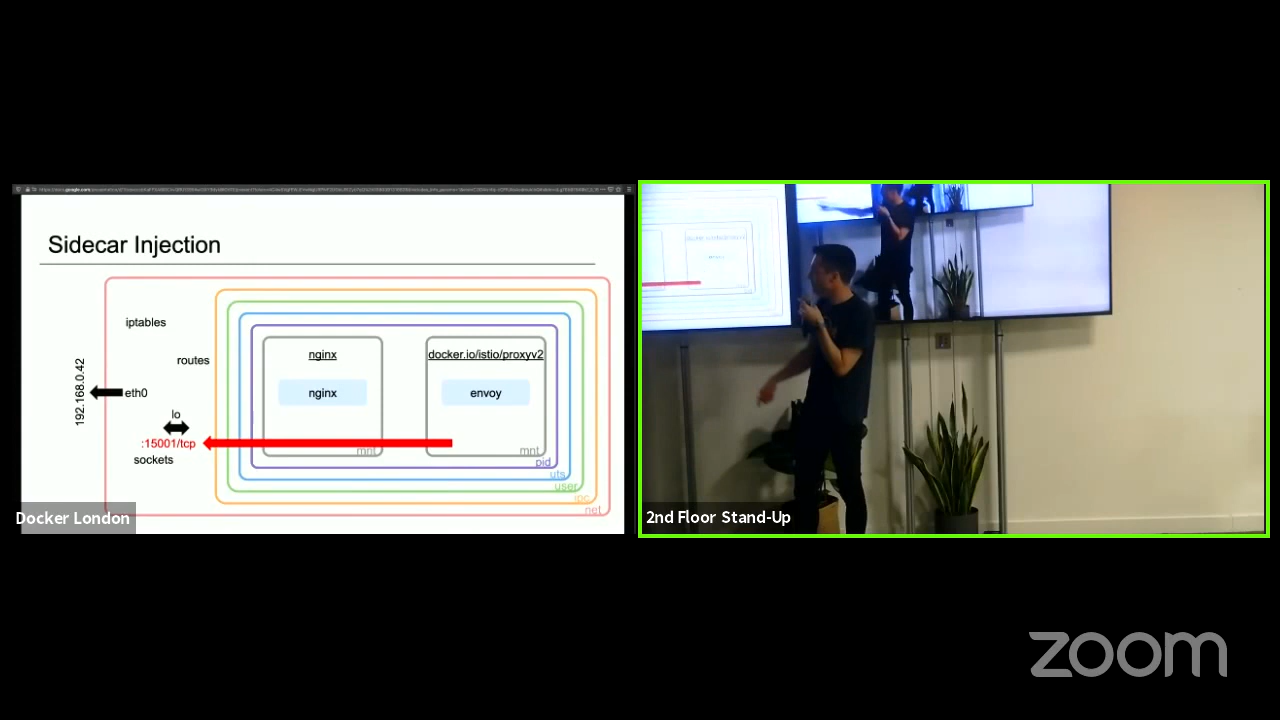 Sidecar Injection
iptables
routes
192.168.0.42
eth0
lo
:15001/tcp
sockets
nginx
nginx
mnt
docker.io/istio/proxyv2
envoy
mnt
pid
uts
user
ipc
net
Docker London
2nd Floor Stand-Up
zoom